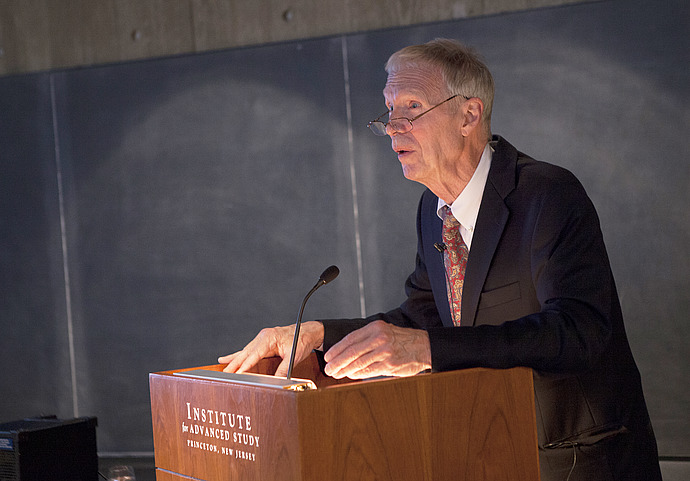 INSTITUTE
for ADVANCED STUDY
PRINCETON, NEW JERSEY